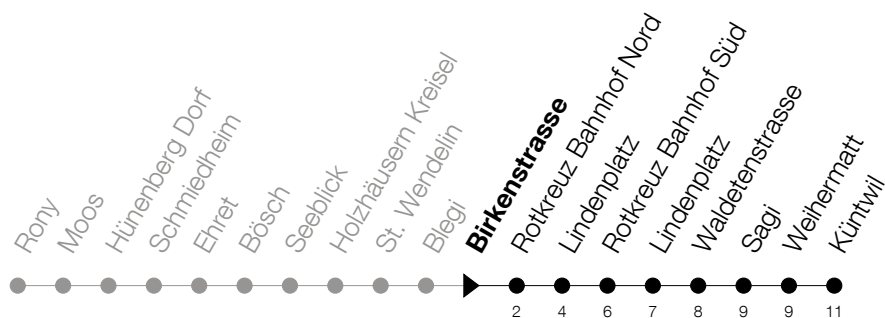 Rony
Moos
Hünenberg Dorf
Schmiedheim
Ehret
Bösch
Seeblick
Holzhäusern Kreisel
St. Wendelin
Blegi
Birkenstrasse
Rotkreuz Bahnhof Nord
Lindenplatz
Rotkreuz Bahnhof Süd
Lindenplatz
Waldetenstrasse
Sagi
Weihermatt
Küntwil
2 4 6 7 8 9 9 11